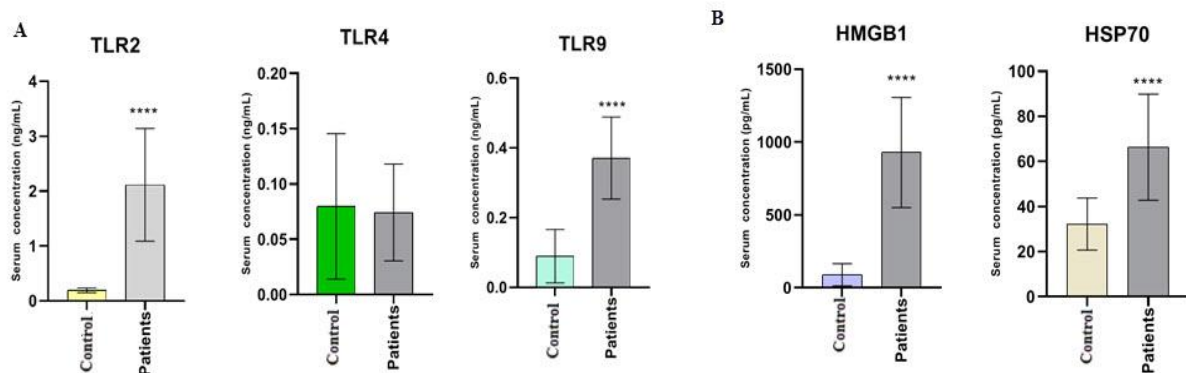 A
TLR2
Serum concentration (ng/mL)
4
3
2
1
0
****
Control
Patients
TLR4
Serum concentration (ng/mL)
0.20
0.15
0.10
0.05
0.00
Control
Patients
TLR9
Serum concentration (ng/mL)
0.6
0.4
0.2
0.0
****
Control
Patients
B
HMGB1
Serum concentration (pg/mL)
1500
1000
500
0
****
Control
Patients
HSP70
Serum concentration (pg/mL)
100
80
60
40
20
0
****
Control
Patients